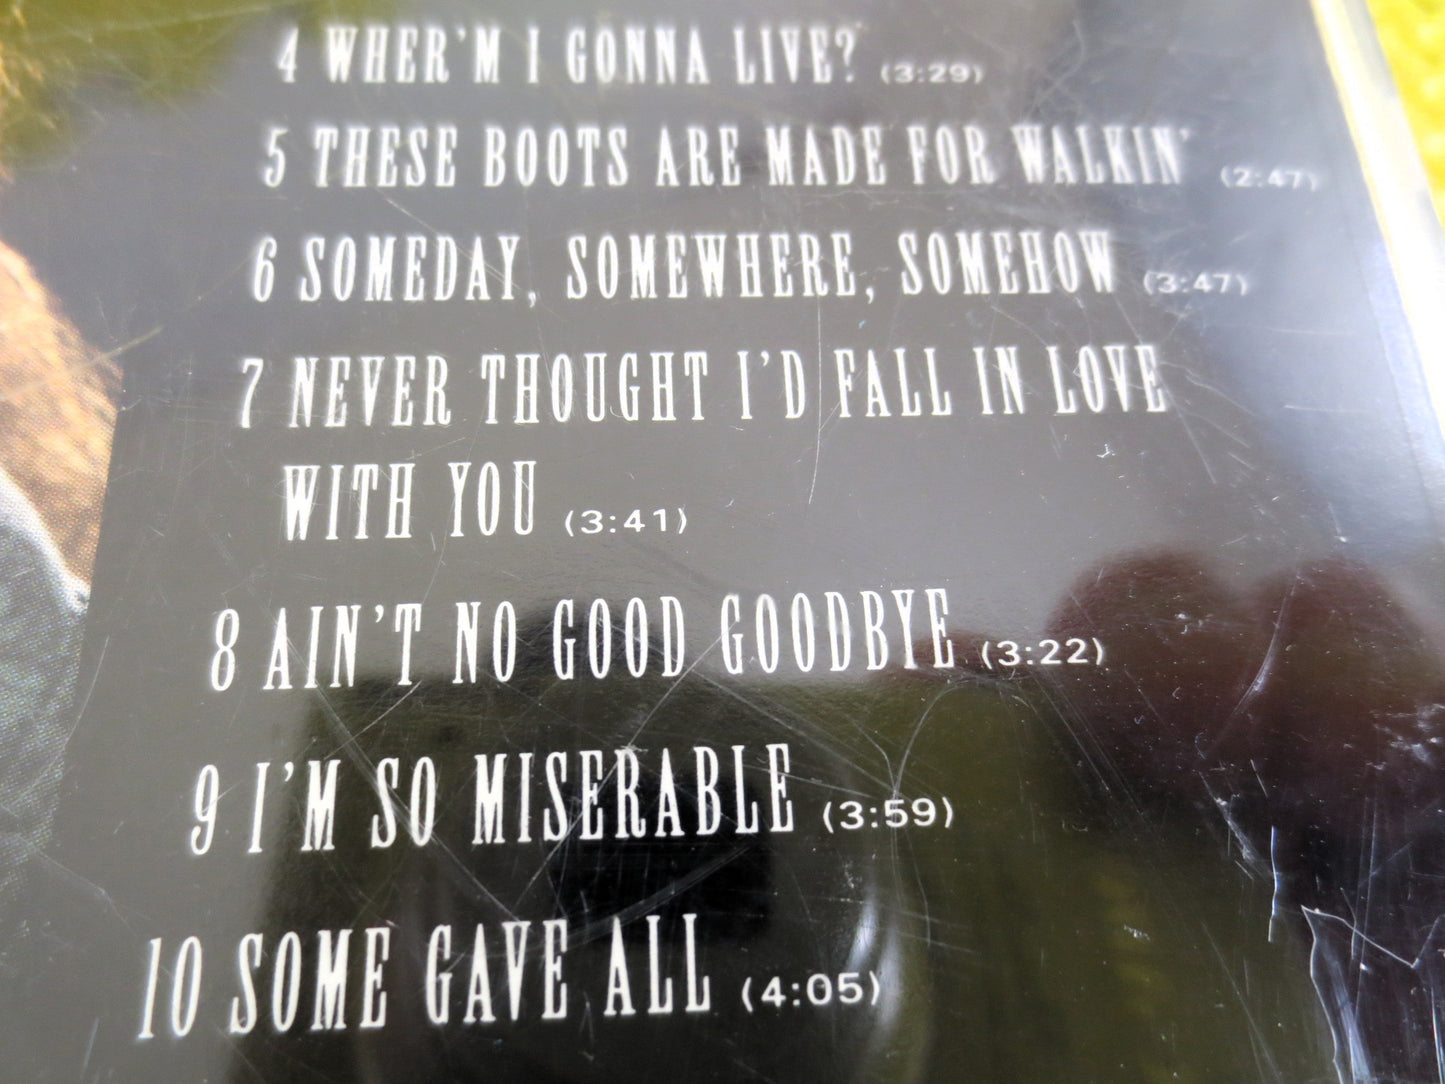 4 WHER'M I GONNA LIVE? (3:29)
5 THESE BOOTS ARE MADE FOR WALKIN' (2:47)
6 SOMEDAY, SOMEWHERE, SOMEHOW (3:47)
7 NEVER THOUGHT I'D FALL IN LOVE
WITH YOU (3:41)
8 AIN'T NO GOOD GOODBYE (3:22)
9 I'M SO MISERABLE (3:59)
10 SOME GAVE ALL (4:05)